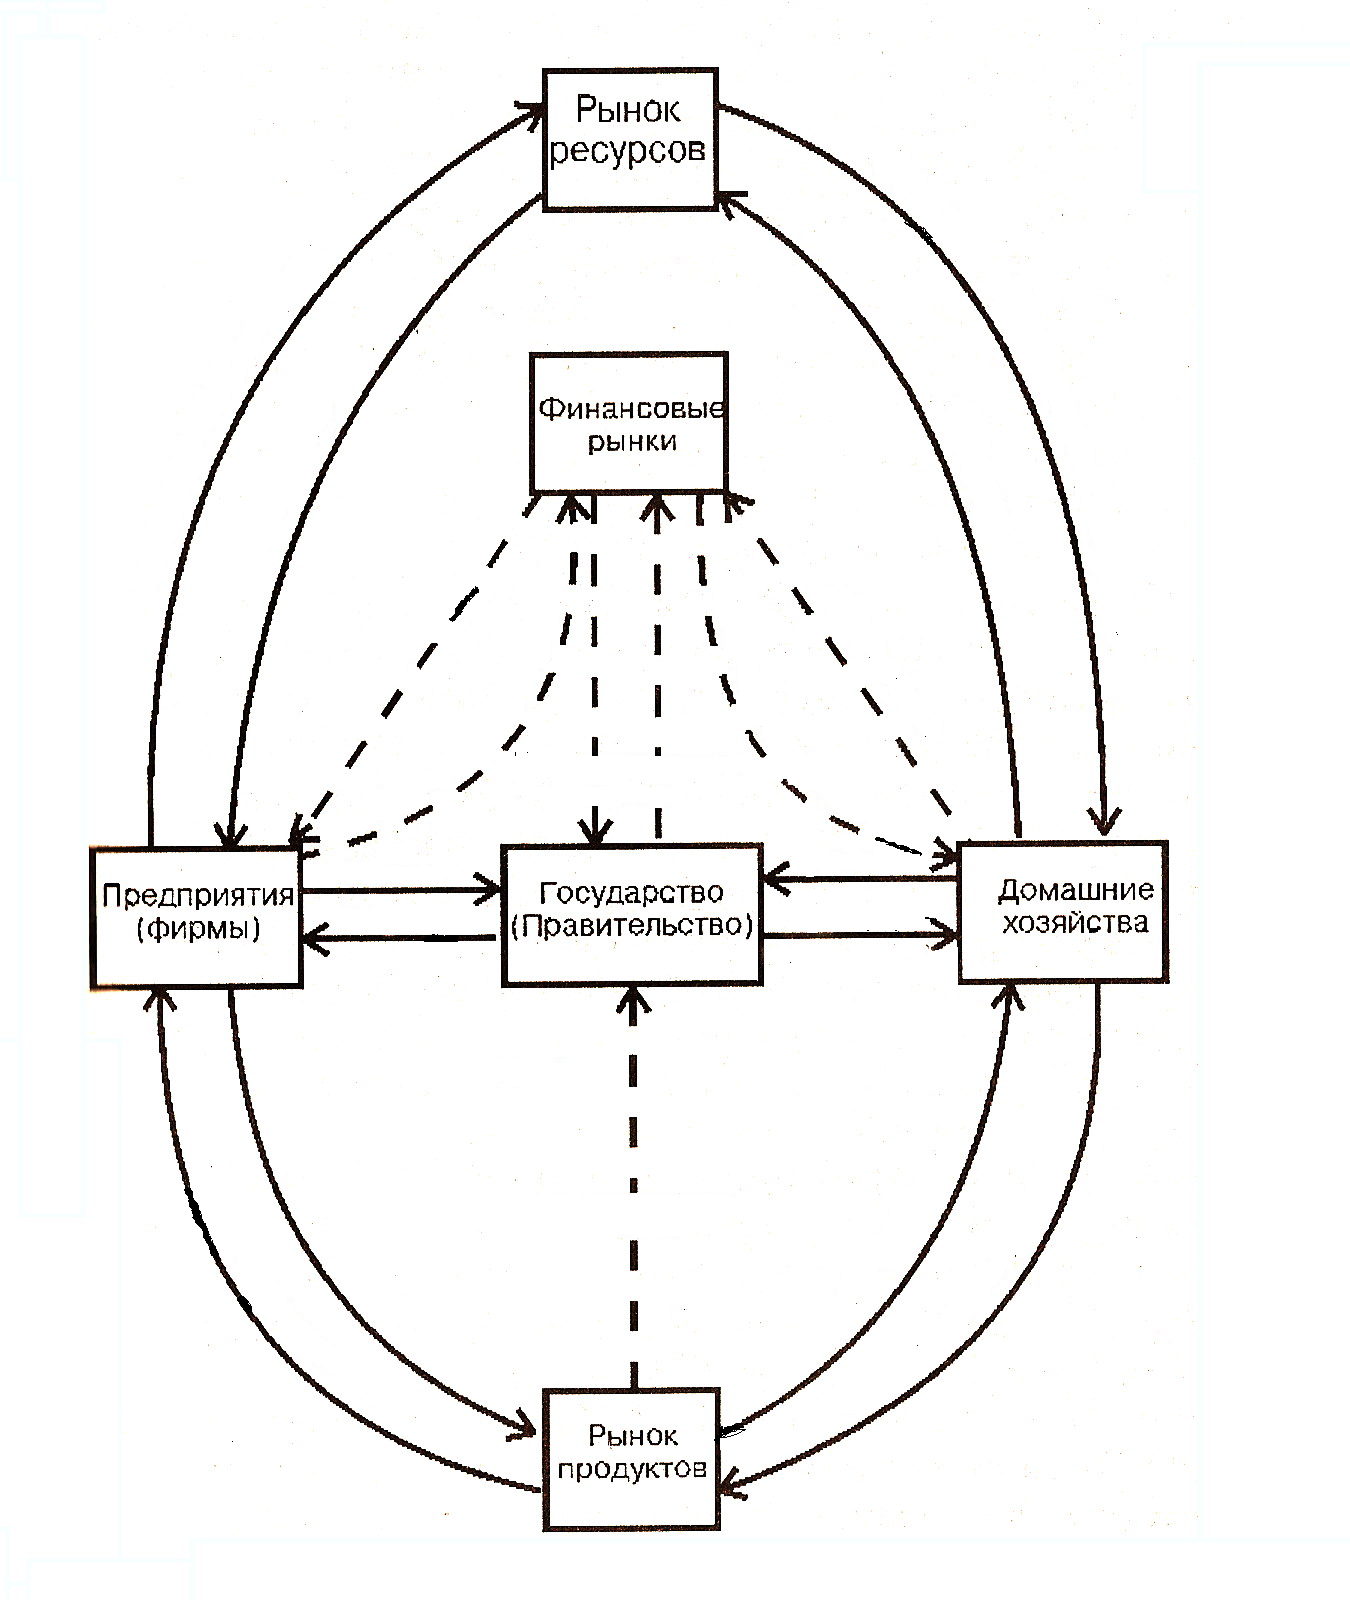 Рынок
ресурсов
Финансовые
рынки
Предприятия
(фирмы)
Государство
(Правительство)
Домашние
хозяйства
Рынок
продуктов